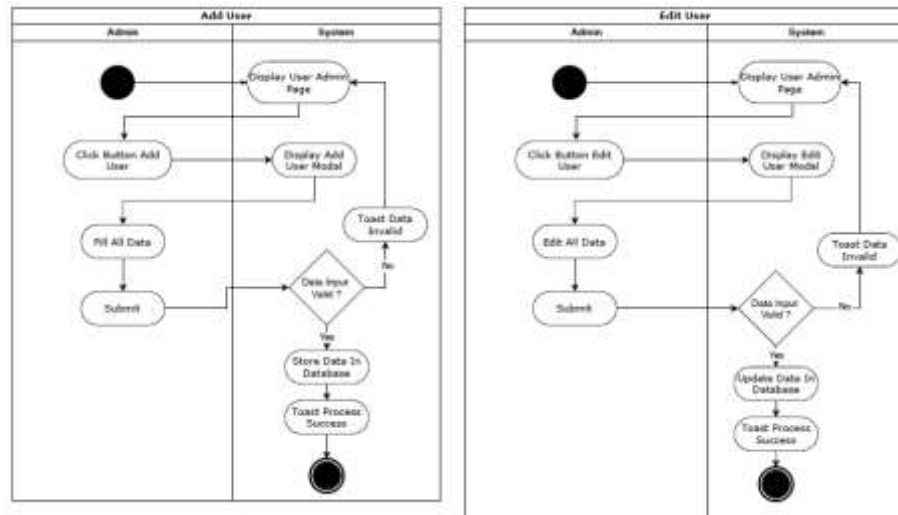 Add User
Admin
System
Display User Admin
Page
Click Button Add
User
Display Add
User Modal
Fill All Data
Toast Data
Invalid
No
Submit
Data Input
Valid ?
Yes
Store Data In
Database
Toast Process
Success
Edit User
Admin
System
Display User Admin
Page
Click Button Edit
User
Display Edit
User Modal
Edit All Data
Toast Data
Invalid
No
Submit
Data Input
Valid ?
Yes
Update Data In
Database
Toast Process
Success